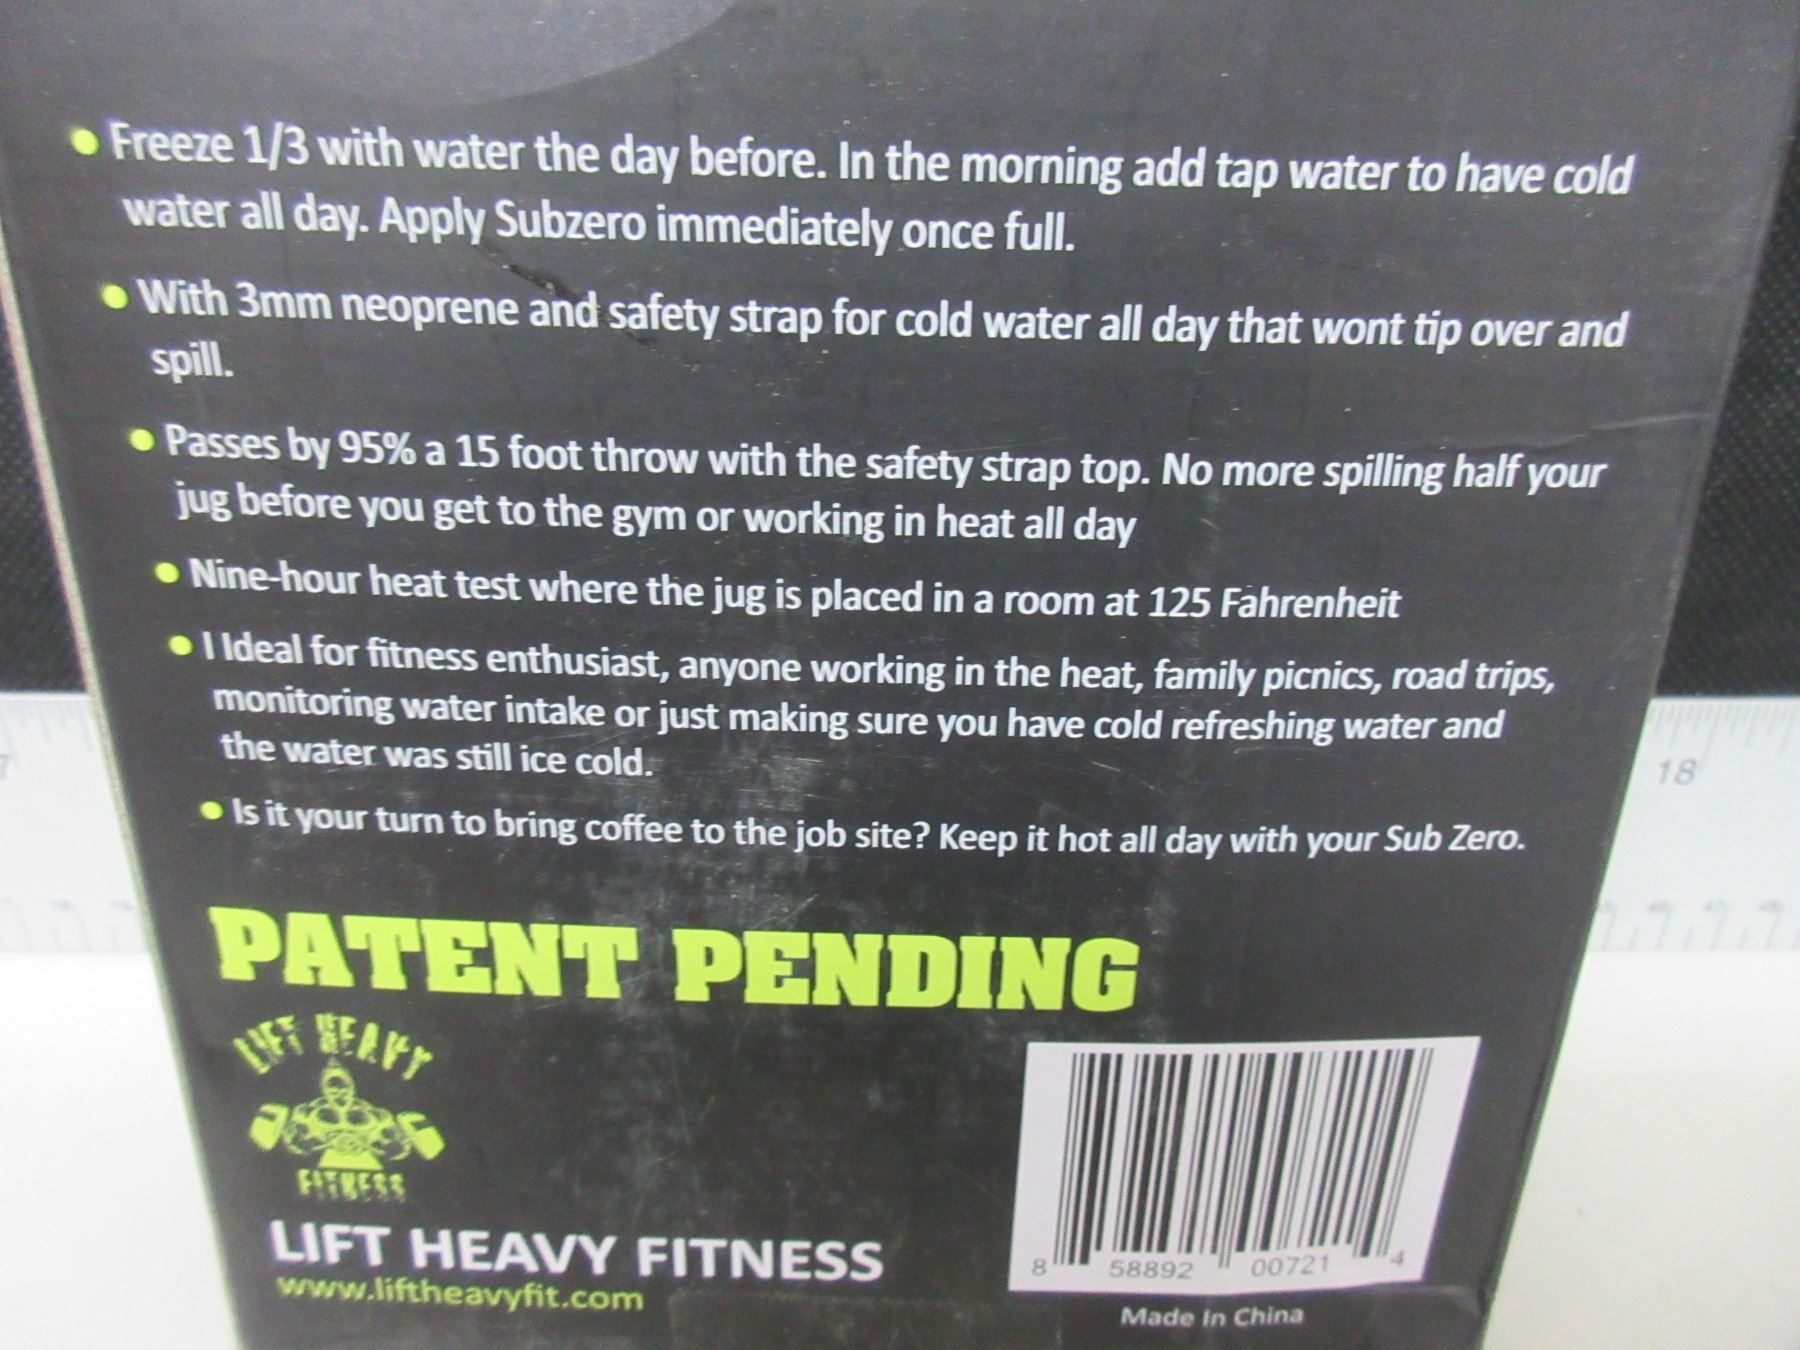 • Freeze 1/3 with water the day before. In the morning add tap water to have cold
water all day. Apply Subzero immediately once full.
• With 3mm neoprene and safety strap for cold water all day that wont tip over and
spill.
• Passes by 95% a 15 foot throw with the safety strap top. No more spilling half your
jug before you get to the gym or working in heat all day
• Nine-hour heat test where the jug is placed in a room at 125 Fahrenheit
• I Ideal for fitness enthusiast, anyone working in the heat, family picnics, road trips,
monitoring water intake or just making sure you have cold refreshing water and
the water was still ice cold.
• Is it your turn to bring coffee to the job site? Keep it hot all day with your Sub Zero.
PATENT PENDING
LIFT HEAVY
FITNESS
LIFT HEAVY FITNESS
www.liftheavyfit.com
8 58892 00721 4
Made In China
18